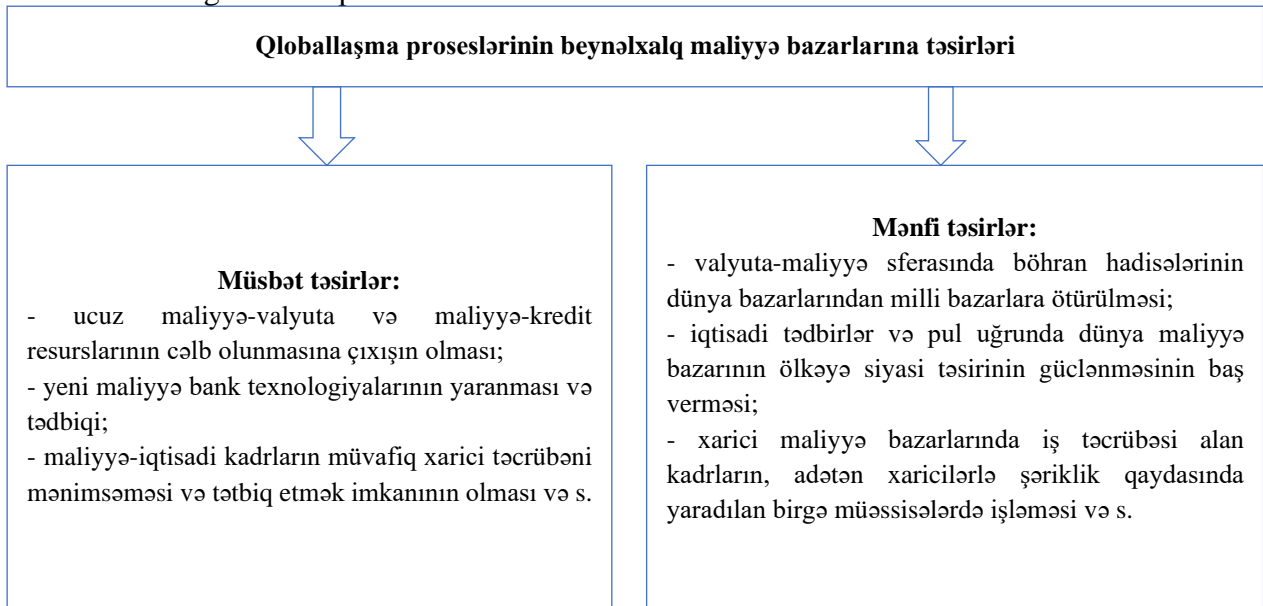 Qloballaşma proseslərinin beynəlxalq maliyyə bazarlarına təsirləri
Müsbət təsirlər:
- ucuz maliyyə-valyuta və maliyyə-kredit
resurslarının cəlb olunmasına çıxışın olması;
- yeni maliyyə bank texnologiyalarının yaranması və
tədbiqi;
- maliyyə-iqtisadi kadrların müvafiq xarici təcrübəni
mənimsəməsi və tətbiq etmək imkanının olması və s.
Mənfi təsirlər:
- valyuta-maliyyə sferasında böhran hadisələrinin
dünya bazarlarından milli bazarlara ötürülməsi;
- iqtisadi tədbirlər və pul uğrunda dünya maliyyə
bazarının ölkəyə siyasi təsirinin güclənməsinin baş
verməsi;
- xarici maliyyə bazarlarında iş təcrübəsi alan
kadrların, adətən xaricilərlə şəriklik qaydasında
yaradılan birgə müəssisələrdə işləməsi və s.